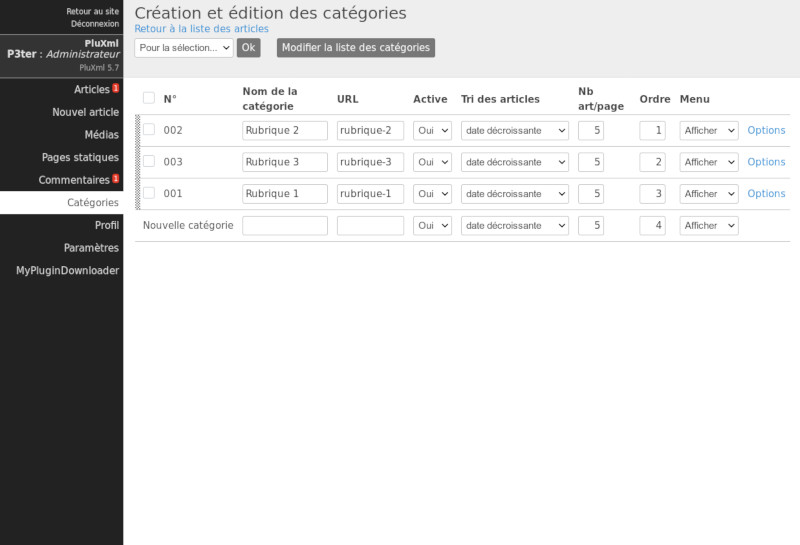 Retour au site
Déconnexion
PluXml
P3ter : Administrateur
PluXml 5.7
Articles 1
Nouvel article
Médias
Pages statiques
Commentaires 1
Catégories
Profil
Paramètres
MyPluginDownloader
Création et édition des catégories
Retour à la liste des articles
Pour la sélection... Ok Modifier la liste des catégories
N° Nom de la catégorie URL Active Tri des articles Nb art/page Ordre Menu
002 Rubrique 2 rubrique-2 Oui date décroissante 5 1 Afficher Options
003 Rubrique 3 rubrique-3 Oui date décroissante 5 2 Afficher Options
001 Rubrique 1 rubrique-1 Oui date décroissante 5 3 Afficher Options
Nouvelle catégorie Oui date décroissante 5 4 Afficher